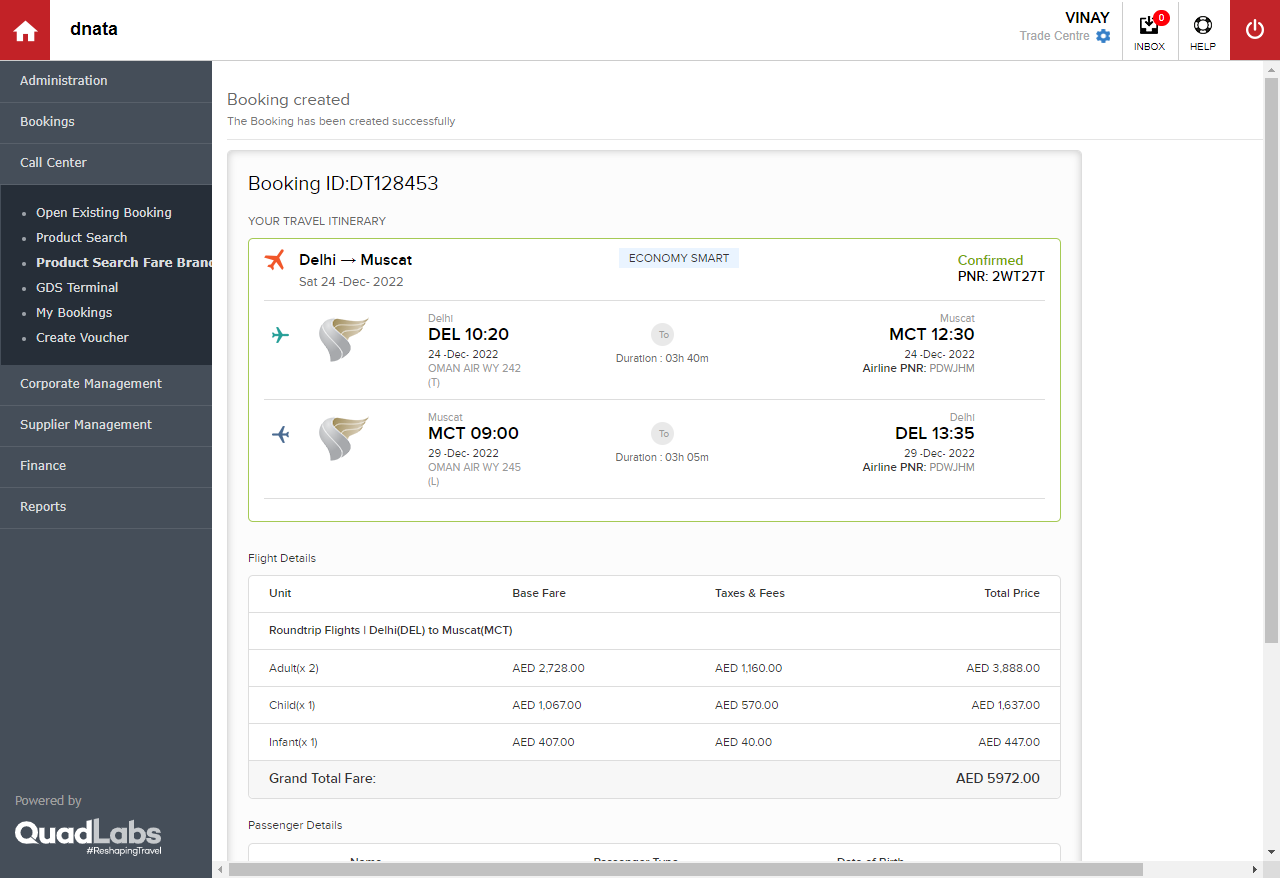 dnata
VINAY
Trade Centre
0
INBOX
HELP
Administration
Bookings
Call Center
Open Existing Booking
Product Search
Product Search Fare Brand
GDS Terminal
My Bookings
Create Voucher
Corporate Management
Supplier Management
Finance
Reports
Powered by
QuadLabs
#ReshapingTravel
Booking created
The Booking has been created successfully
Booking ID:DT128453
YOUR TRAVEL ITINERARY
Delhi → Muscat
Sat 24 -Dec- 2022
ECONOMY SMART
Confirmed
PNR: 2WT27T
Delhi
DEL 10:20
24 -Dec- 2022
OMAN AIR WY 242
(T)
To
Duration : 03h 40m
Muscat
MCT 12:30
24 -Dec- 2022
Airline PNR: PDWJHM
Muscat
MCT 09:00
29 -Dec- 2022
OMAN AIR WY 245
(L)
To
Duration : 03h 05m
Delhi
DEL 13:35
29 -Dec- 2022
Airline PNR: PDWJHM
Flight Details
Unit Base Fare Taxes & Fees Total Price
Roundtrip Flights | Delhi(DEL) to Muscat(MCT)
Adult(x 2) AED 2,728.00 AED 1,160.00 AED 3,888.00
Child(x 1) AED 1,067.00 AED 570.00 AED 1,637.00
Infant(x 1) AED 407.00 AED 40.00 AED 447.00
Grand Total Fare: AED 5972.00
Passenger Details
Name Passenger Type Date of Birth